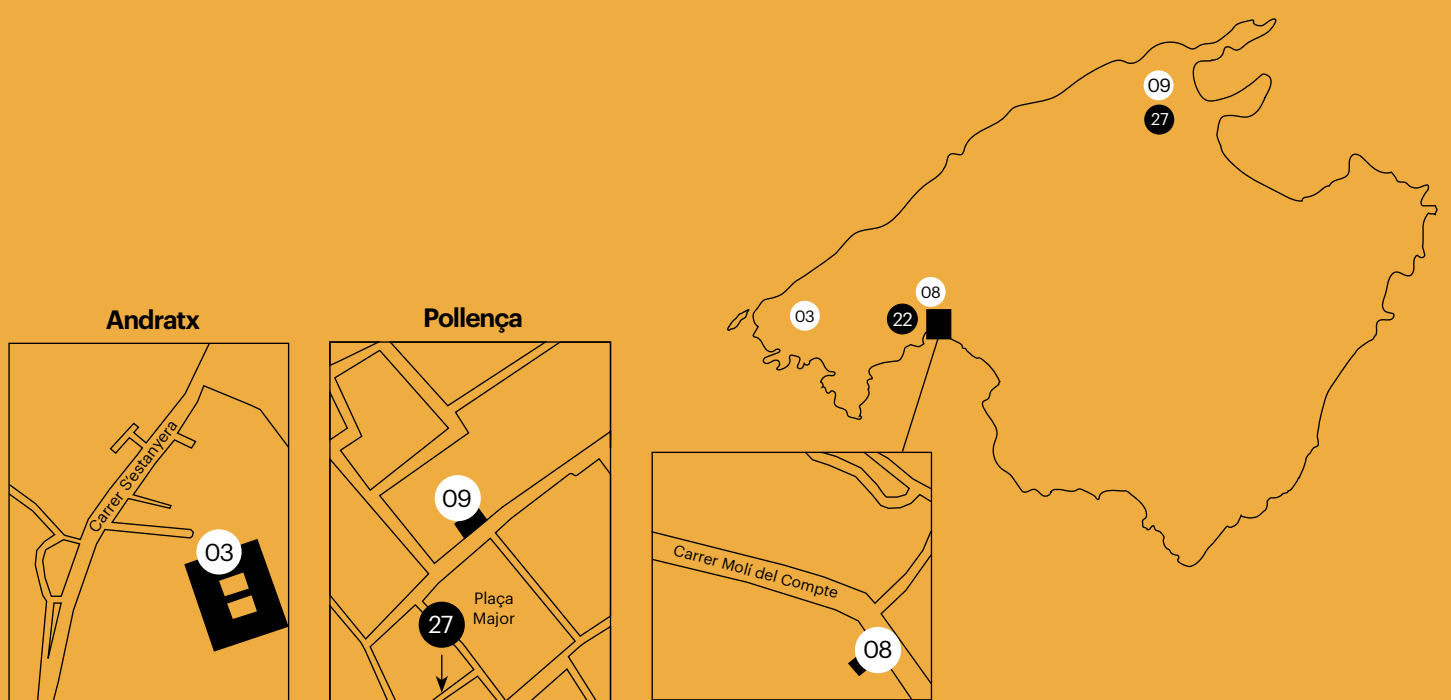 09
27
08
03
22
Andratx
Carrer S'estanyera
03
Pollença
09
Plaça
Major
27
Carrer Molí del Compte
08